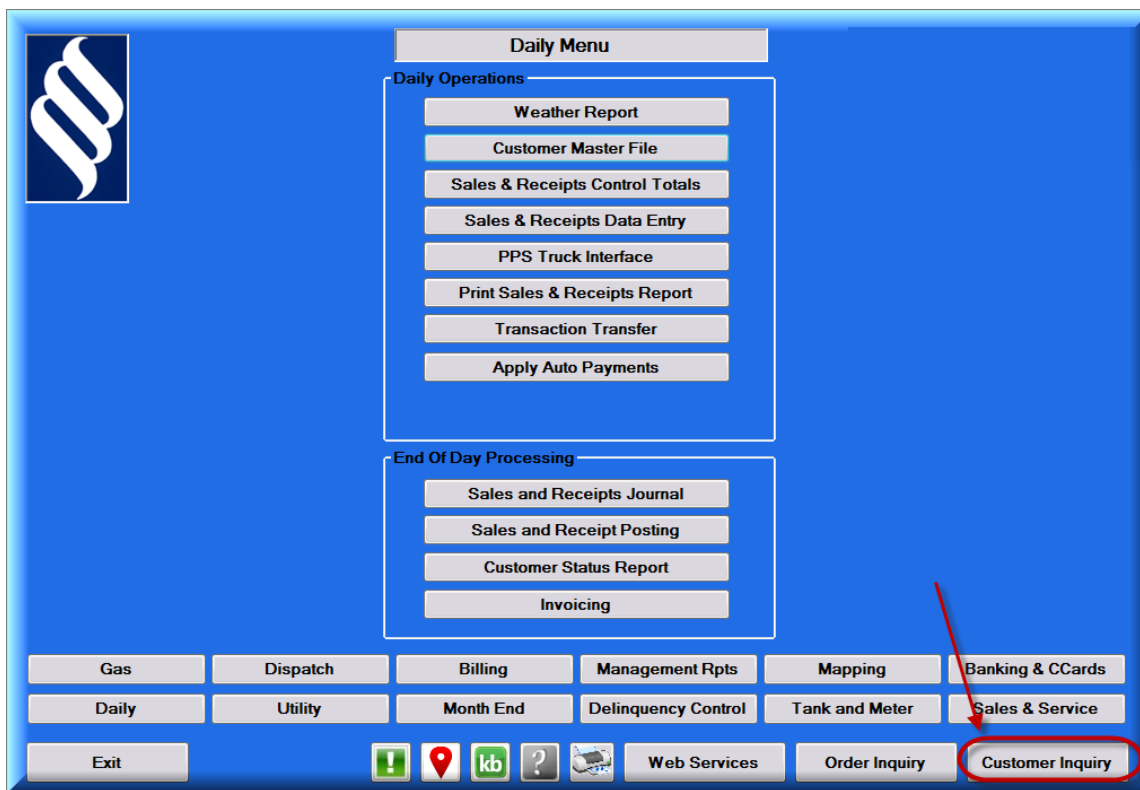 Daily Menu
Daily Operations
Weather Report
Customer Master File
Sales & Receipts Control Totals
Sales & Receipts Data Entry
PPS Truck Interface
Print Sales & Receipts Report
Transaction Transfer
Apply Auto Payments
End Of Day Processing
Sales and Receipts Journal
Sales and Receipt Posting
Customer Status Report
Invoicing
Gas Dispatch Billing Management Rpts Mapping Banking & CCards
Daily Utility Month End Delinquency Control Tank and Meter Sales & Service
Exit ! kb ? Web Services Order Inquiry Customer Inquiry